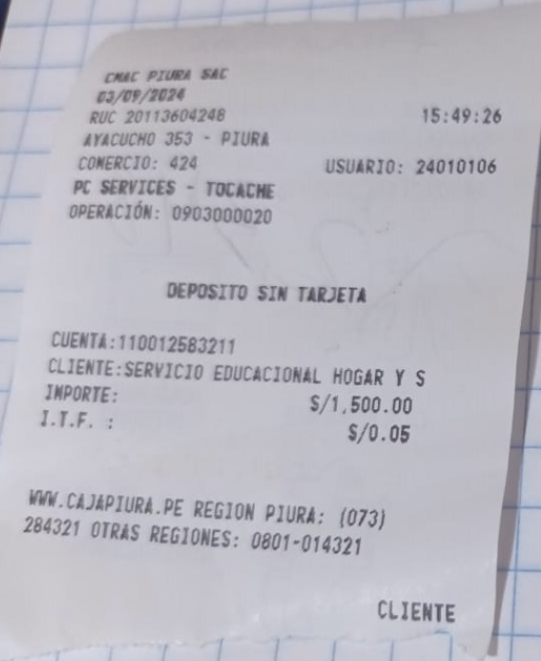 CMAC PIURA SAC
03/09/2024
RUC 20113604248 15:49:26
AYACUCHO 353 - PIURA
COMERCIO: 424 USUARIO: 24010106
PC SERVICES - TOCACHE
OPERACIÓN: 0903000020
DEPOSITO SIN TARJETA
CUENTA:110012583211
CLIENTE:SERVICIO EDUCACIONAL HOGAR Y S
IMPORTE: S/1,500.00
I.T.F. : S/0.05
WWW.CAJAPIURA.PE REGION PIURA: (073)
284321 OTRAS REGIONES: 0801-014321
CLIENTE